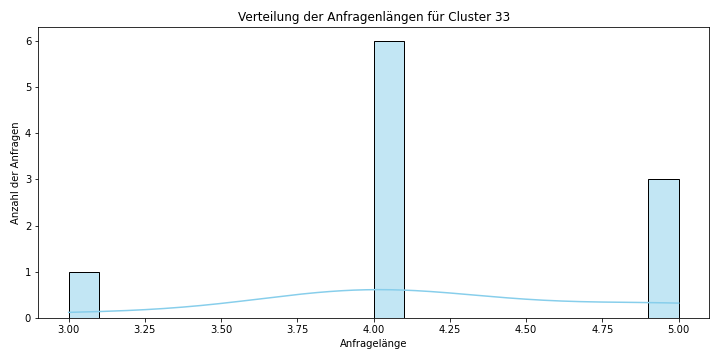 Verteilung der Anfragenlängen für Cluster 33
Anzahl der Anfragen
6
5
4
3
2
1
0
3.00 3.25 3.50 3.75 4.00 4.25 4.50 4.75 5.00
Anfragelänge